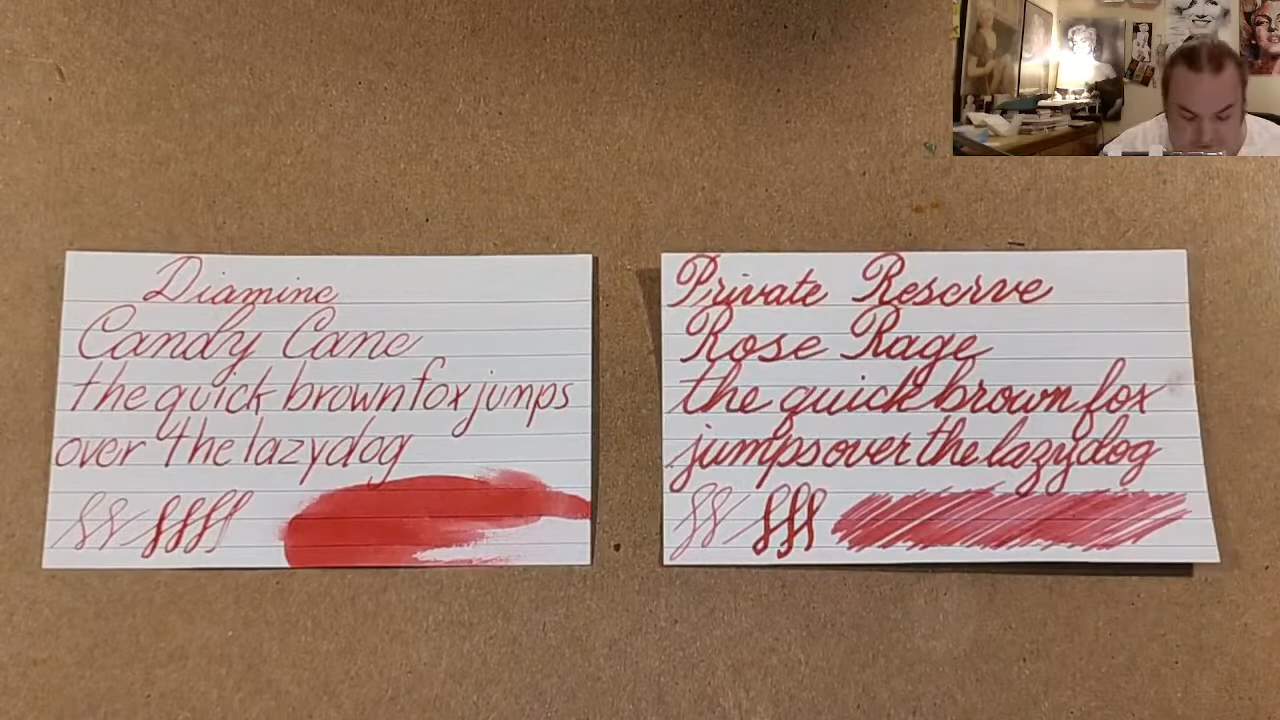 Diamine
Candy Cane
the quick brown fox jumps
over the lazy dog
Private Reserve
Rose Rage
the quick brown fox
jumps over the lazy dog